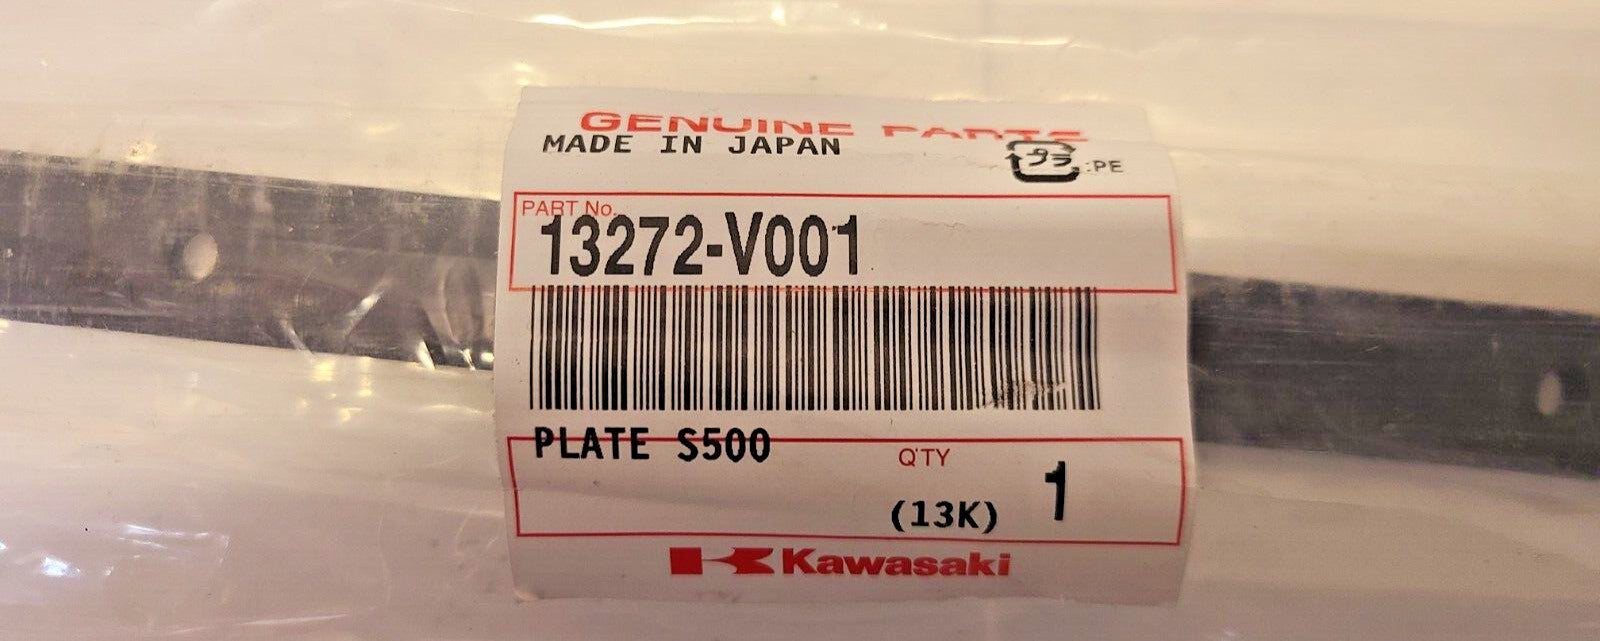 GENUINE PARTS
MADE IN JAPAN
プラ :PE
PART No.
13272-V001
PLATE S500
Q'TY
(13K) 1
Kawasaki